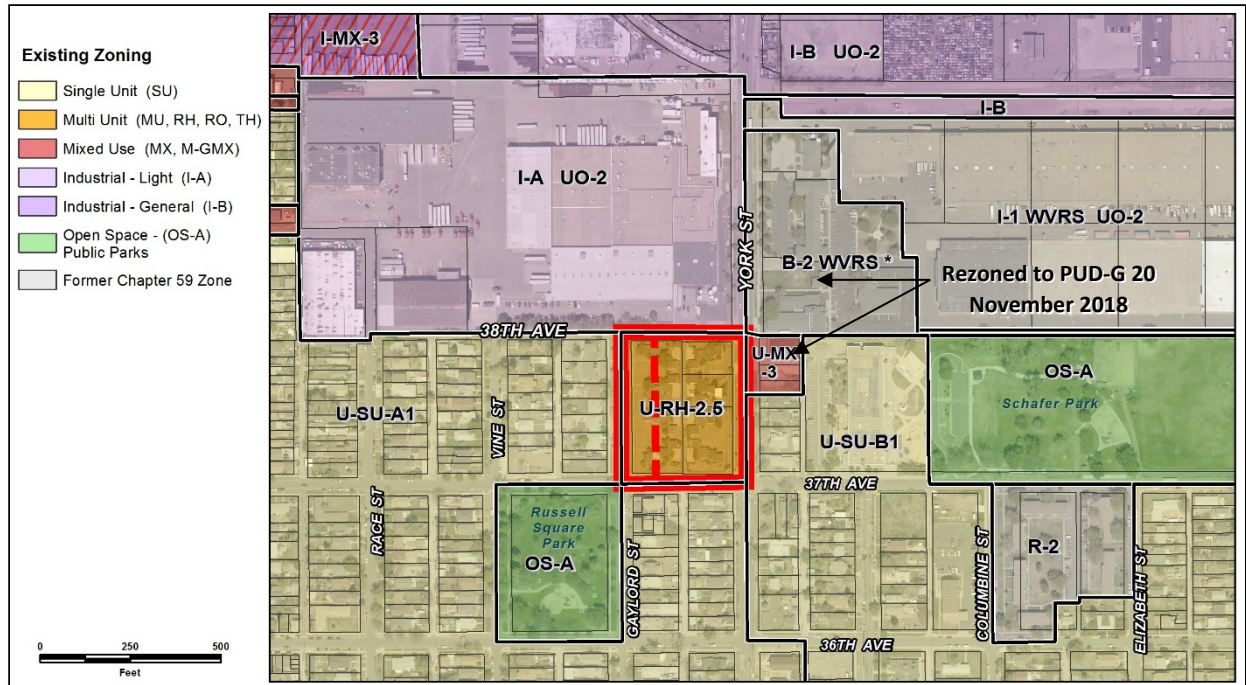 Existing Zoning
Single Unit (SU)
Multi Unit (MU, RH, RO, TH)
Mixed Use (MX, M-GMX)
Industrial - Light (I-A)
Industrial - General (I-B)
Open Space - (OS-A)
Public Parks
Former Chapter 59 Zone
0 250 500
Feet
I-MX-3
I-B UO-2
I-B
I-A UO-2
YORK ST
I-1 WVRS UO-2
B-2 WVRS *
Rezoned to PUD-G 20
November 2018
38TH AVE
U-MX
-3
OS-A
Schafer Park
U-SU-A1
VINE ST
U-RH-2.5
U-SU-B1
37TH AVE
RACE ST
Russell
Square
Park
OS-A
GAYLORD ST
COLUMBINE ST
R-2
ELIZABETH ST
36TH AVE